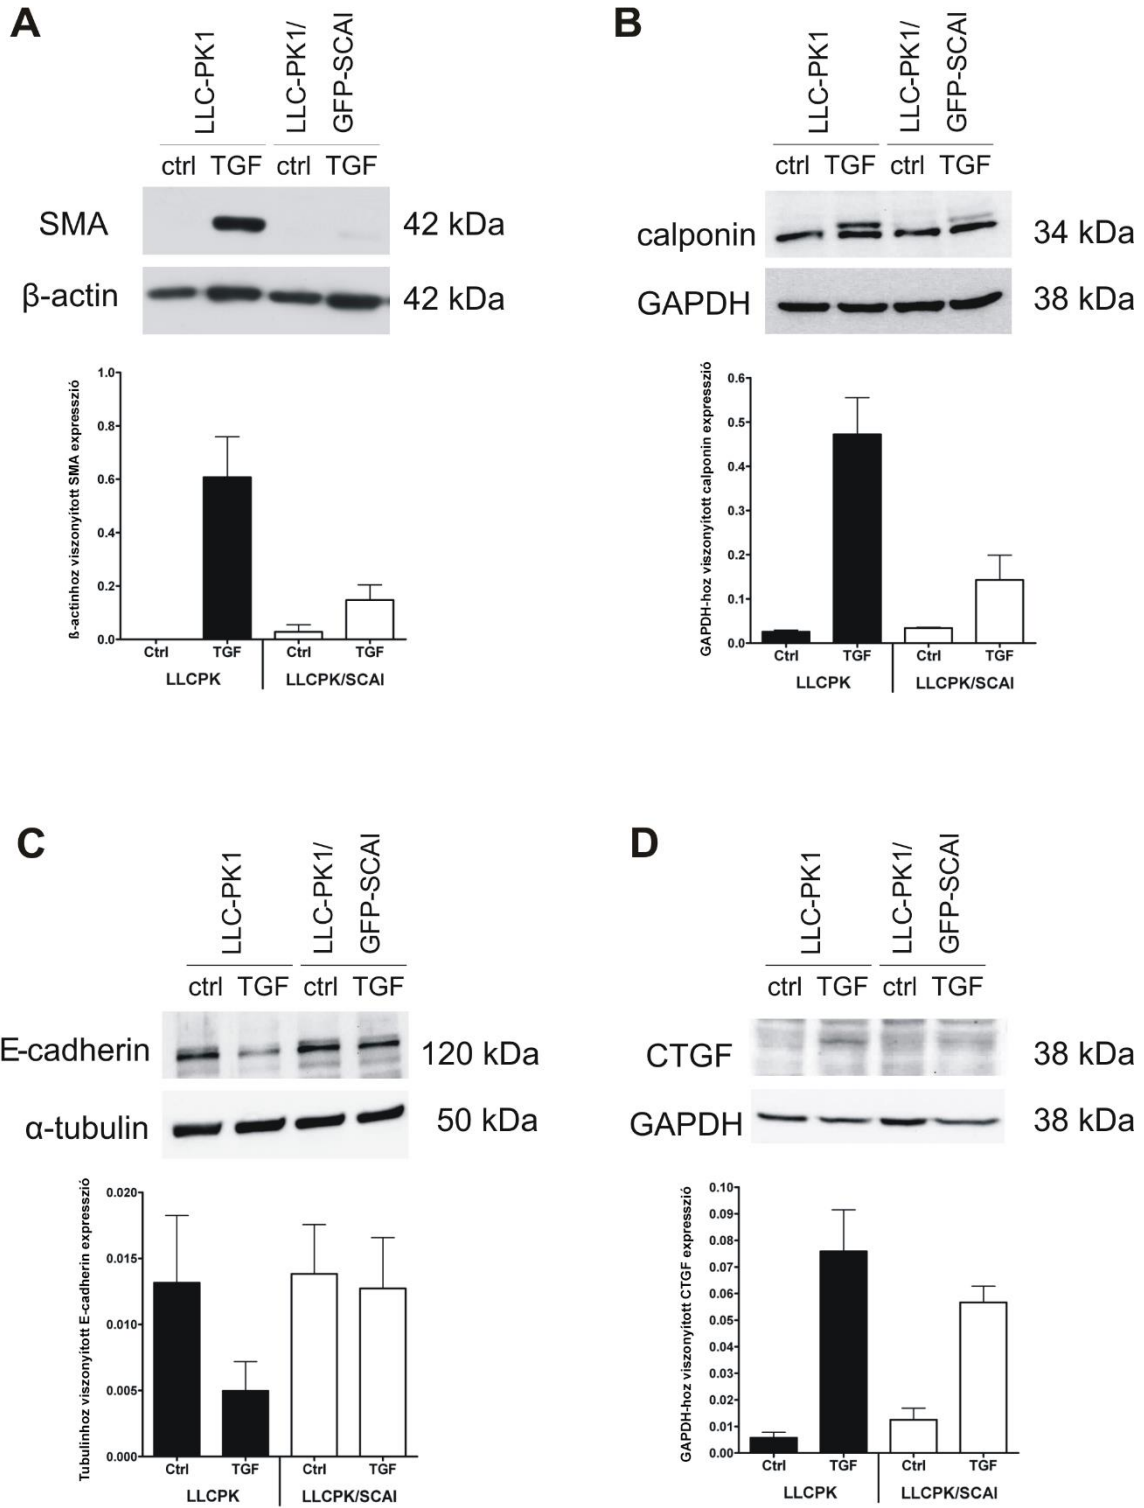 A
LLC-PK1
LLC-PK1/
GFP-SCAI
ctrl TGF ctrl TGF
SMA
42 kDa
β-actin
42 kDa
ß-actinhoz viszonyított SMA expresszió
1.0
0.8
0.6
0.4
0.2
0.0
Ctrl TGF Ctrl TGF
LLCPK LLCPK/SCAI
B
LLC-PK1
LLC-PK1/
GFP-SCAI
ctrl TGF ctrl TGF
calponin
34 kDa
GAPDH
38 kDa
GAPDH-hoz viszonyított calponin expresszió
0.6
0.5
0.4
0.3
0.2
0.1
0.0
Ctrl TGF Ctrl TGF
LLCPK LLCPK/SCAI
C
LLC-PK1
LLC-PK1/
GFP-SCAI
ctrl TGF ctrl TGF
E-cadherin
120 kDa
α-tubulin
50 kDa
Tubulinhoz viszonyított E-cadherin expresszió
0.020
0.015
0.010
0.005
0.000
Ctrl TGF Ctrl TGF
LLCPK LLCPK/SCAI
D
LLC-PK1
LLC-PK1/
GFP-SCAI
ctrl TGF ctrl TGF
CTGF
38 kDa
GAPDH
38 kDa
GAPDH-hoz viszonyított CTGF expresszió
0.10
0.09
0.08
0.07
0.06
0.05
0.04
0.03
0.02
0.01
0.00
Ctrl TGF Ctrl TGF
LLCPK LLCPK/SCAI